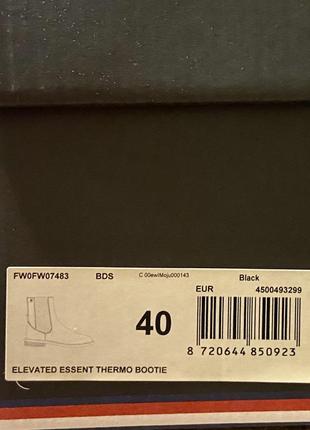 FW0FW07483 BDS C 00ew/Moju000143 Black
EUR 4500493299
40
8 720644 850923
ELEVATED ESSENT THERMO BOOTIE